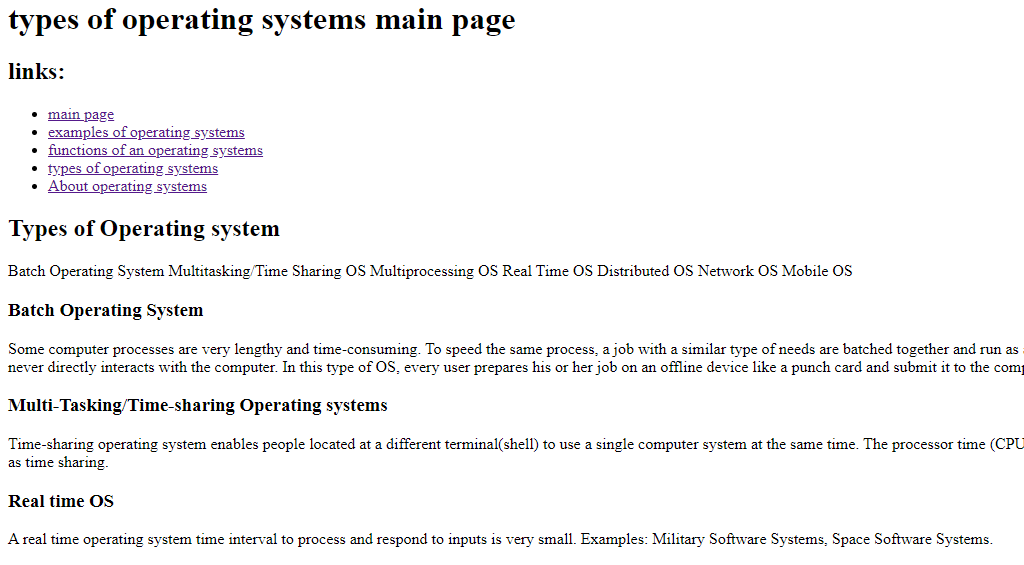 types of operating systems main page
links:
main page
examples of operating systems
functions of an operating systems
types of operating systems
About operating systems
Types of Operating system
Batch Operating System Multitasking/Time Sharing OS Multiprocessing OS Real Time OS Distributed OS Network OS Mobile OS
Batch Operating System
Some computer processes are very lengthy and time-consuming. To speed the same process, a job with a similar type of needs are batched together and run as
never directly interacts with the computer. In this type of OS, every user prepares his or her job on an offline device like a punch card and submit it to the
Multi-Tasking/Time-sharing Operating systems
Time-sharing operating system enables people located at a different terminal(shell) to use a single computer system at the same time. The processor time (CPU
as time sharing.
Real time OS
A real time operating system time interval to process and respond to inputs is very small. Examples: Military Software Systems, Space Software Systems.